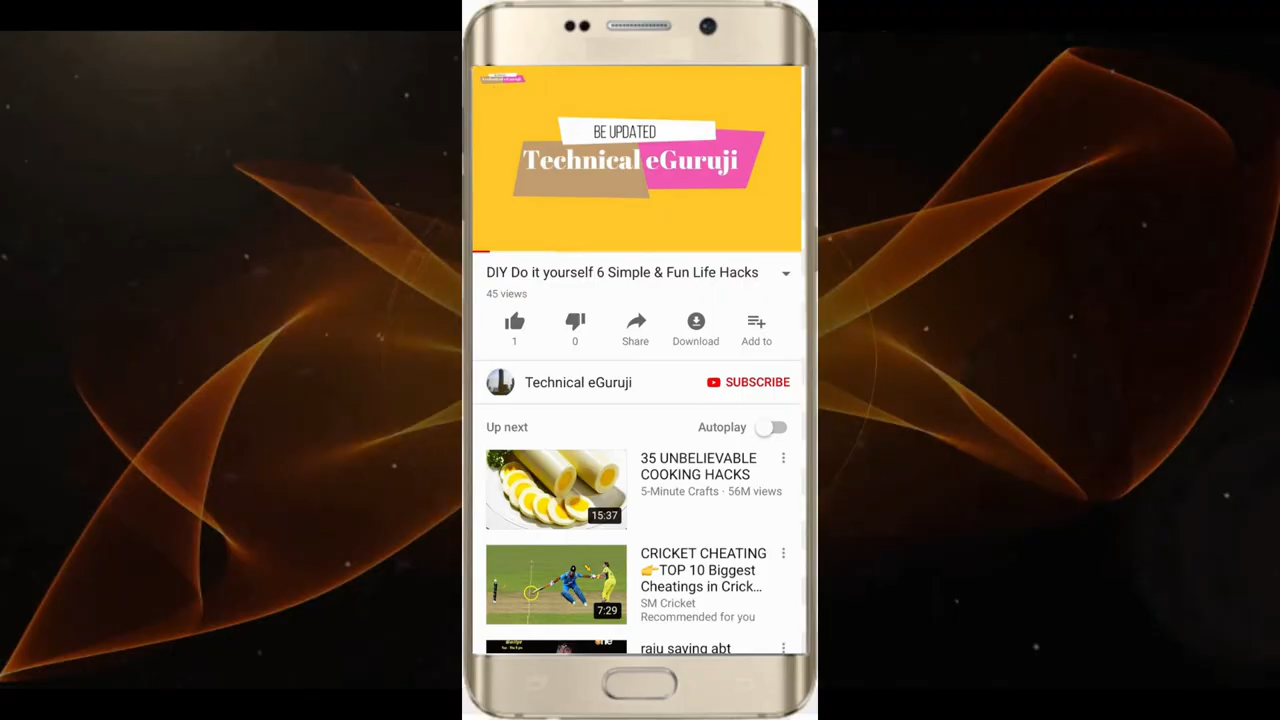 BE UPDATED
Technical eGuruji
DIY Do it yourself 6 Simple & Fun Life Hacks
45 views
1
0
Share
Download
Add to
Technical eGuruji
SUBSCRIBE
Up next
Autoplay
35 UNBELIEVABLE
COOKING HACKS
5-Minute Crafts · 56M views
15:37
CRICKET CHEATING
👉TOP 10 Biggest
Cheatings in Crick...
SM Cricket
Recommended for you
7:29
raju saying abt